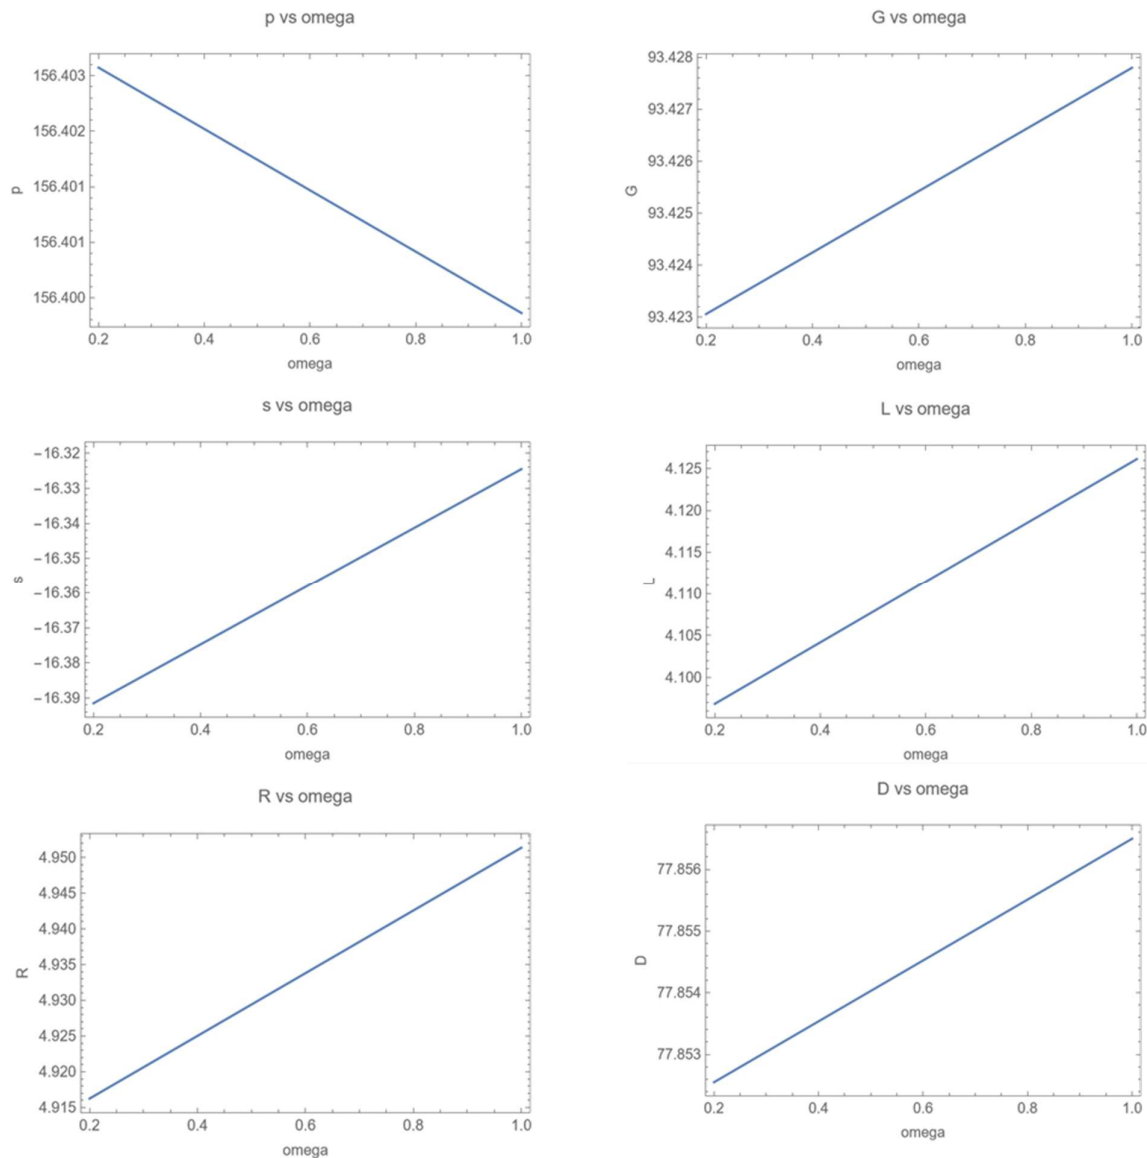 p vs omega
156.403
156.402
156.401
156.401
156.400
p
0.2 0.4 0.6 0.8 1.0
omega
G vs omega
93.428
93.427
93.426
93.425
93.424
93.423
G
0.2 0.4 0.6 0.8 1.0
omega
s vs omega
−16.32
−16.33
−16.34
−16.35
−16.36
−16.37
−16.38
−16.39
s
0.2 0.4 0.6 0.8 1.0
omega
L vs omega
4.125
4.120
4.115
4.110
4.105
4.100
L
0.2 0.4 0.6 0.8 1.0
omega
R vs omega
4.950
4.945
4.940
4.935
4.930
4.925
4.920
4.915
R
0.2 0.4 0.6 0.8 1.0
omega
D vs omega
77.856
77.855
77.854
77.853
D
0.2 0.4 0.6 0.8 1.0
omega